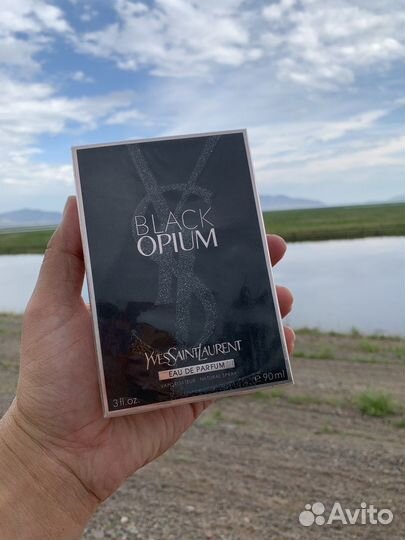 BLACK
OPIUM
YVESSAINTLAURENT
EAU DE PARFUM
VAPORISATEUR - NATURAL SPRAY
3 fl.oz. e 90 ml
Avito